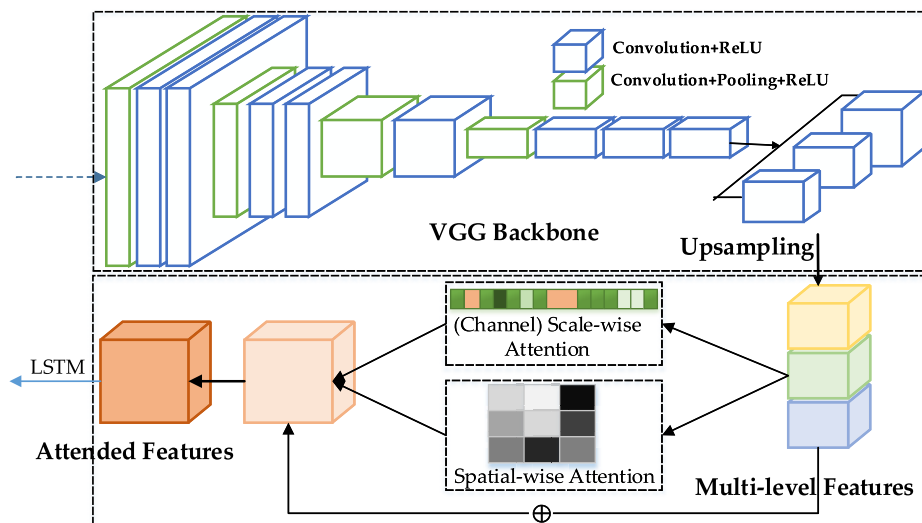 Convolution+ReLU
Convolution+Pooling+ReLU
VGG Backbone
Upsampling
(Channel) Scale-wise
Attention
LSTM
Attended Features
Spatial-wise Attention
Multi-level Features